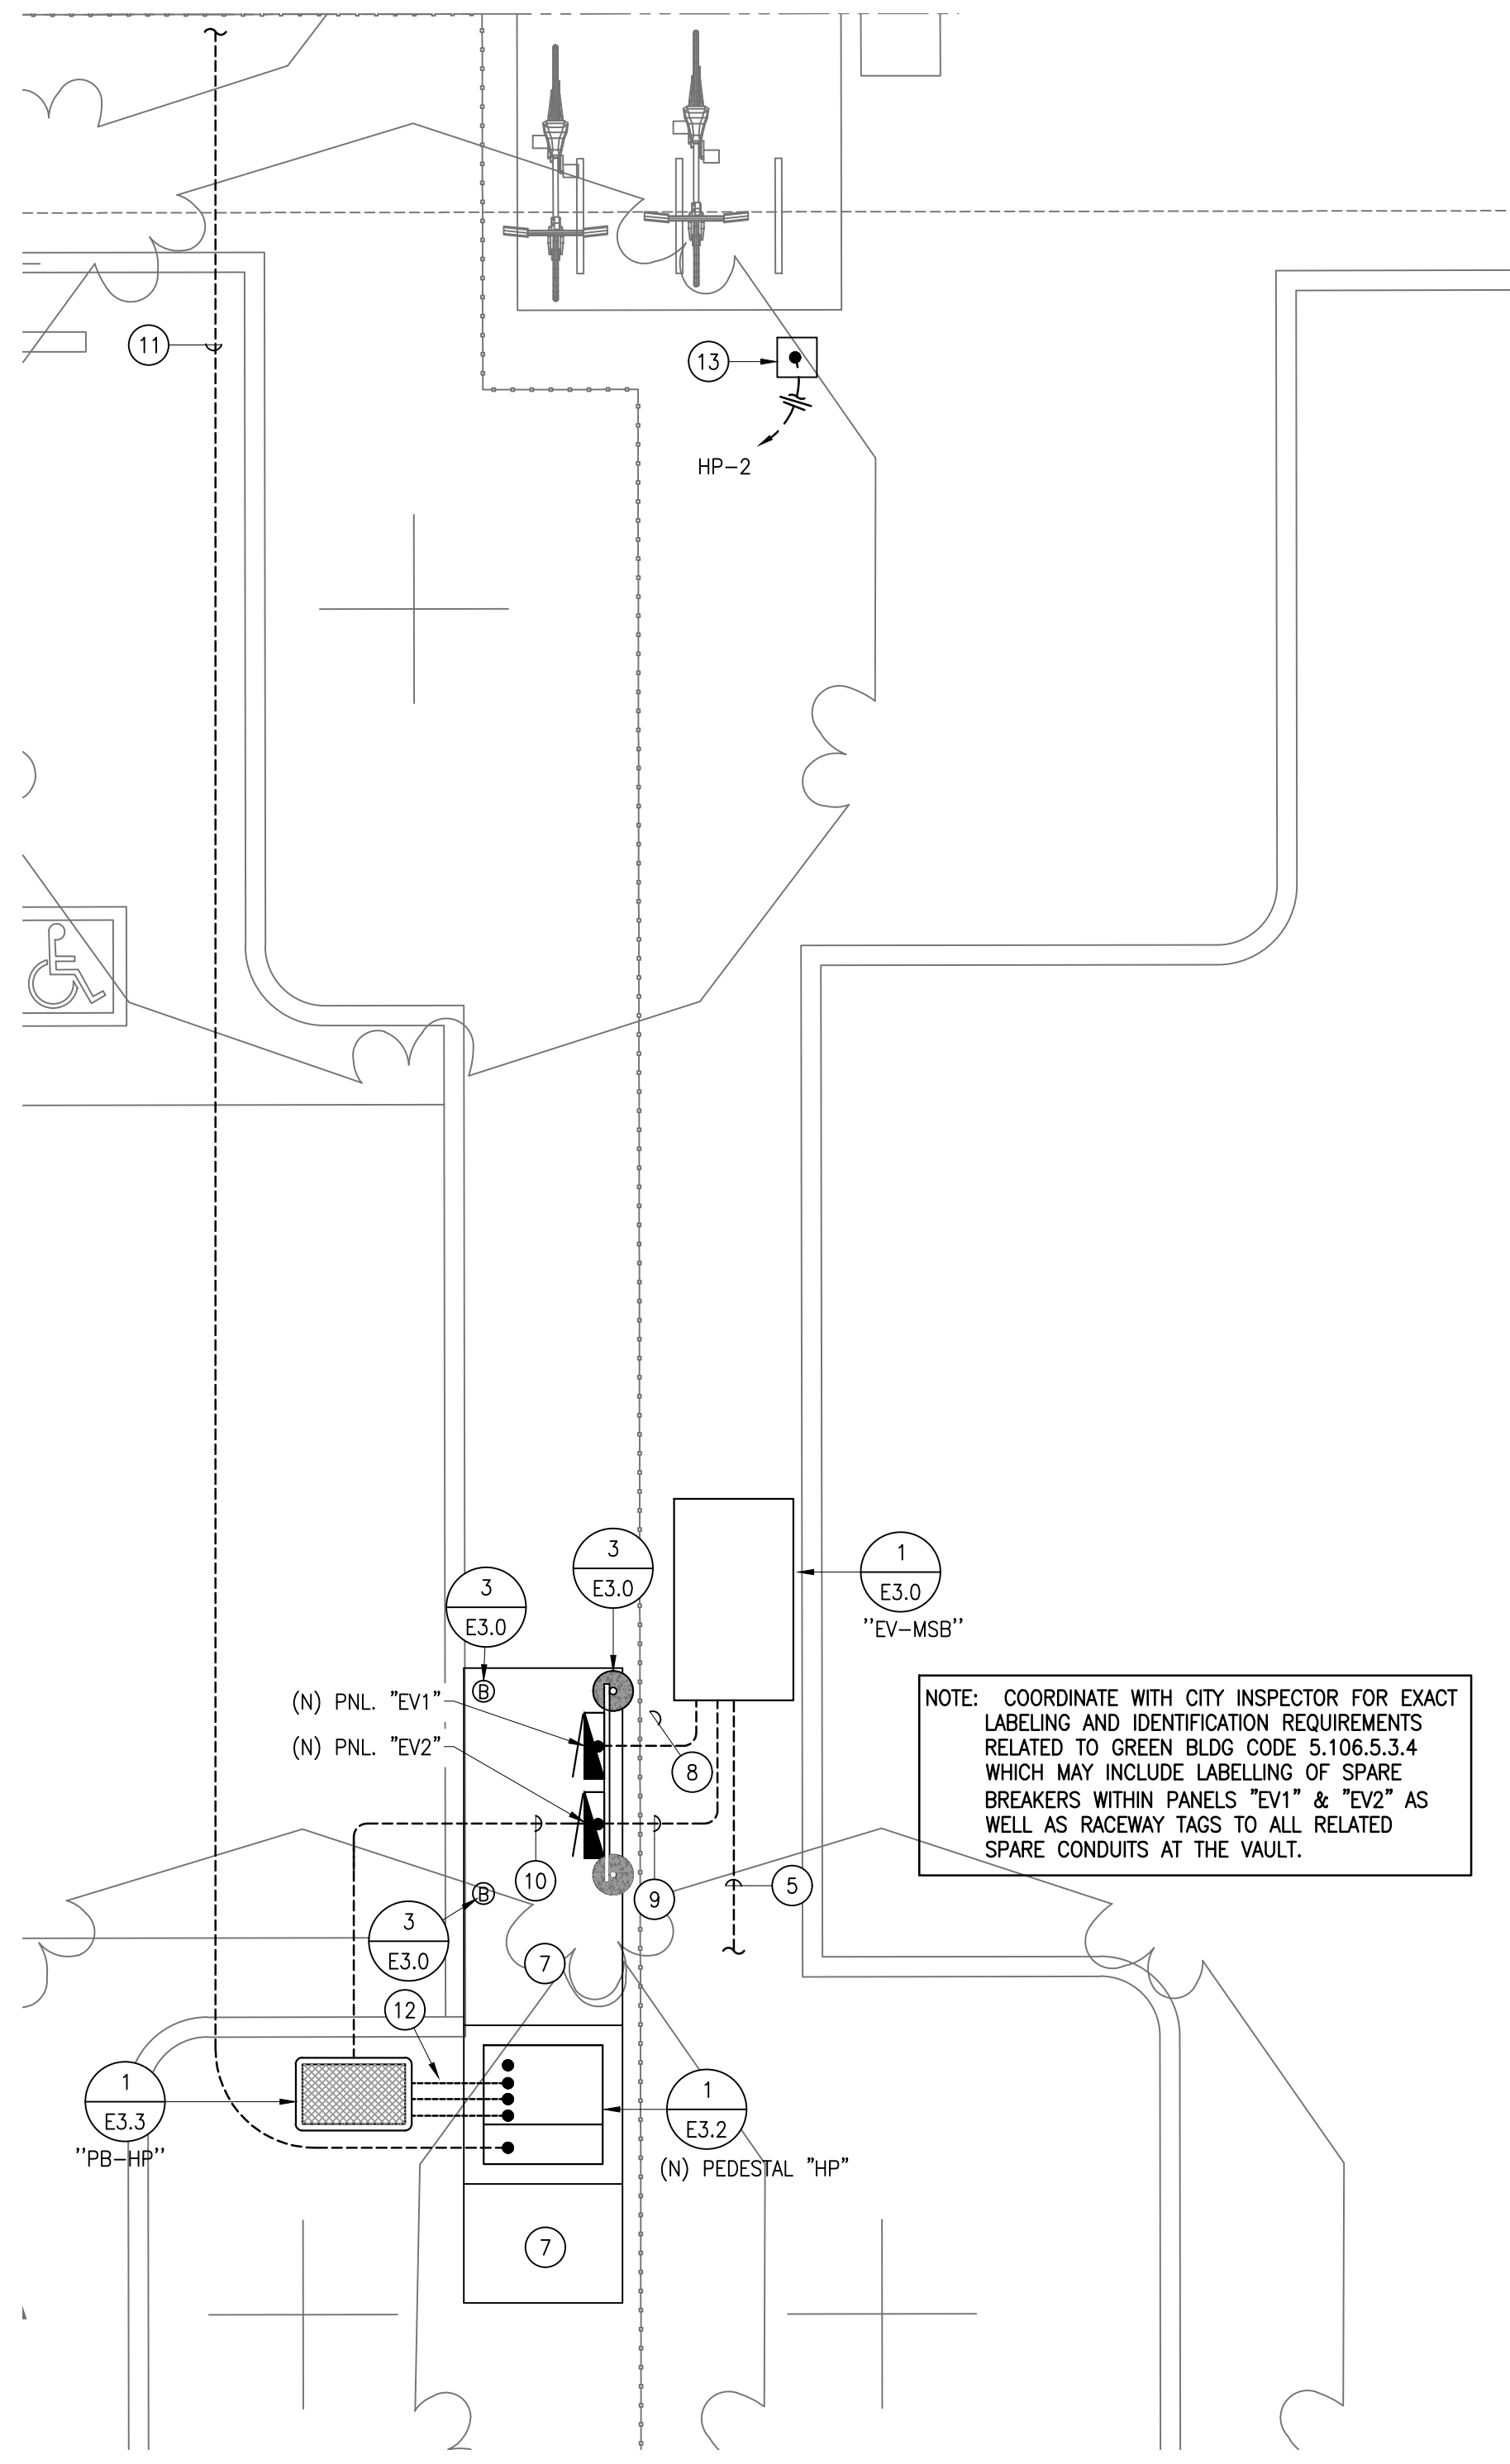 11
13
HP-2
3
E3.0
1
E3.0
"EV-MSB"
3
E3.0
(N) PNL. "EV1"
(N) PNL. "EV2"
B
8
NOTE: COORDINATE WITH CITY INSPECTOR FOR EXACT
LABELING AND IDENTIFICATION REQUIREMENTS
RELATED TO GREEN BLDG CODE 5.106.5.3.4
WHICH MAY INCLUDE LABELLING OF SPARE
BREAKERS WITHIN PANELS "EV1" & "EV2" AS
WELL AS RACEWAY TAGS TO ALL RELATED
SPARE CONDUITS AT THE VAULT.
10
9
5
B
3
E3.0
7
12
1
E3.3
"PB-HP"
1
E3.2
(N) PEDESTAL "HP"
7